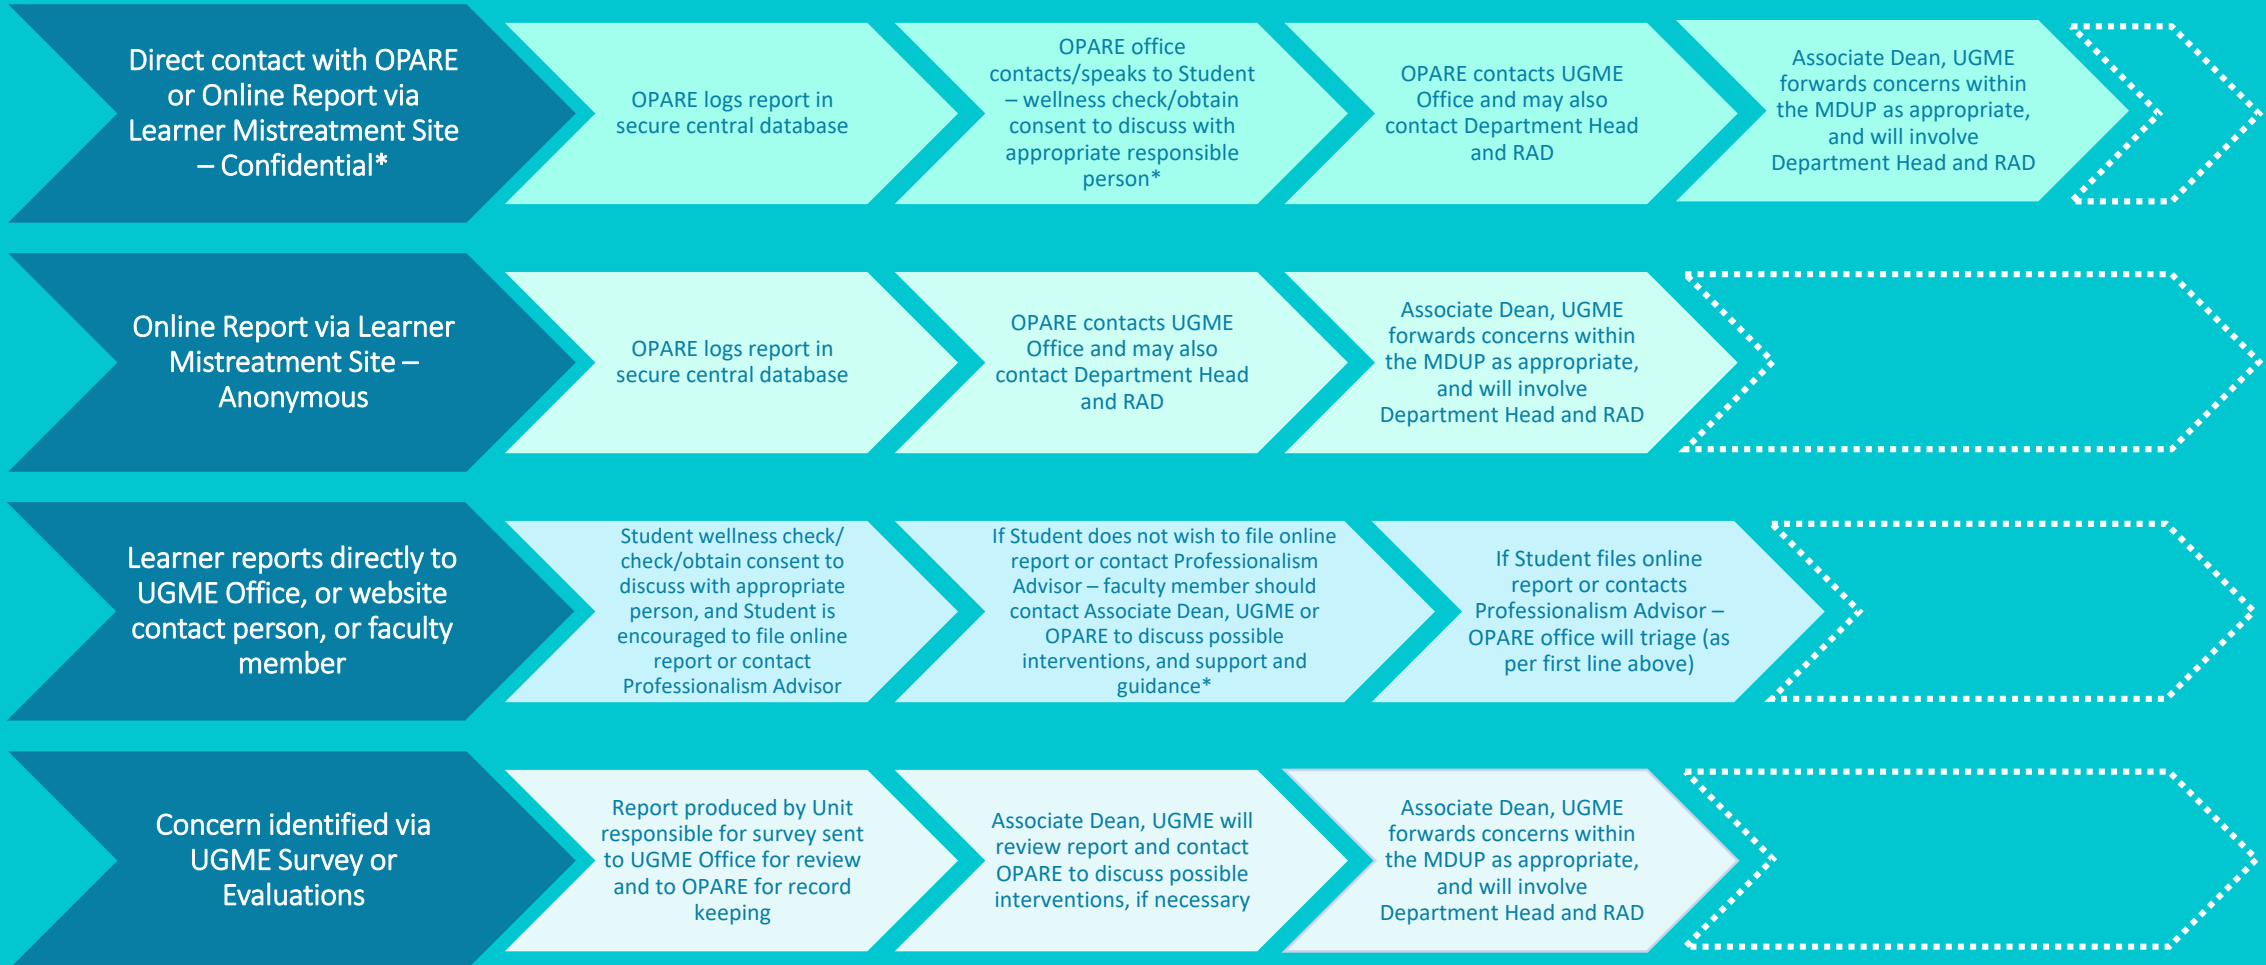 Direct contact with OPARE
or Online Report via
Learner Mistreatment Site
– Confidential*
OPARE logs report in
secure central database
OPARE office
contacts/speaks to Student
– wellness check/obtain
consent to discuss with
appropriate responsible
person*
OPARE contacts UGME
Office and may also
contact Department Head
and RAD
Associate Dean, UGME
forwards concerns within
the MDUP as appropriate,
and will involve
Department Head and RAD
Online Report via Learner
Mistreatment Site –
Anonymous
OPARE logs report in
secure central database
OPARE contacts UGME
Office and may also
contact Department Head
and RAD
Associate Dean, UGME
forwards concerns within
the MDUP as appropriate,
and will involve
Department Head and RAD
Learner reports directly to
UGME Office, or website
contact person, or faculty
member
Student wellness check/
check/obtain consent to
discuss with appropriate
person, and Student is
encouraged to file online
report or contact
Professionalism Advisor
If Student does not wish to file online
report or contact Professionalism
Advisor – faculty member should
contact Associate Dean, UGME or
OPARE to discuss possible
interventions, and support and
guidance*
If Student files online
report or contacts
Professionalism Advisor –
OPARE office will triage (as
per first line above)
Concern identified via
UGME Survey or
Evaluations
Report produced by Unit
responsible for survey sent
to UGME Office for review
and to OPARE for record
keeping
Associate Dean, UGME will
review report and contact
OPARE to discuss possible
interventions, if necessary
Associate Dean, UGME
forwards concerns within
the MDUP as appropriate,
and will involve
Department Head and RAD